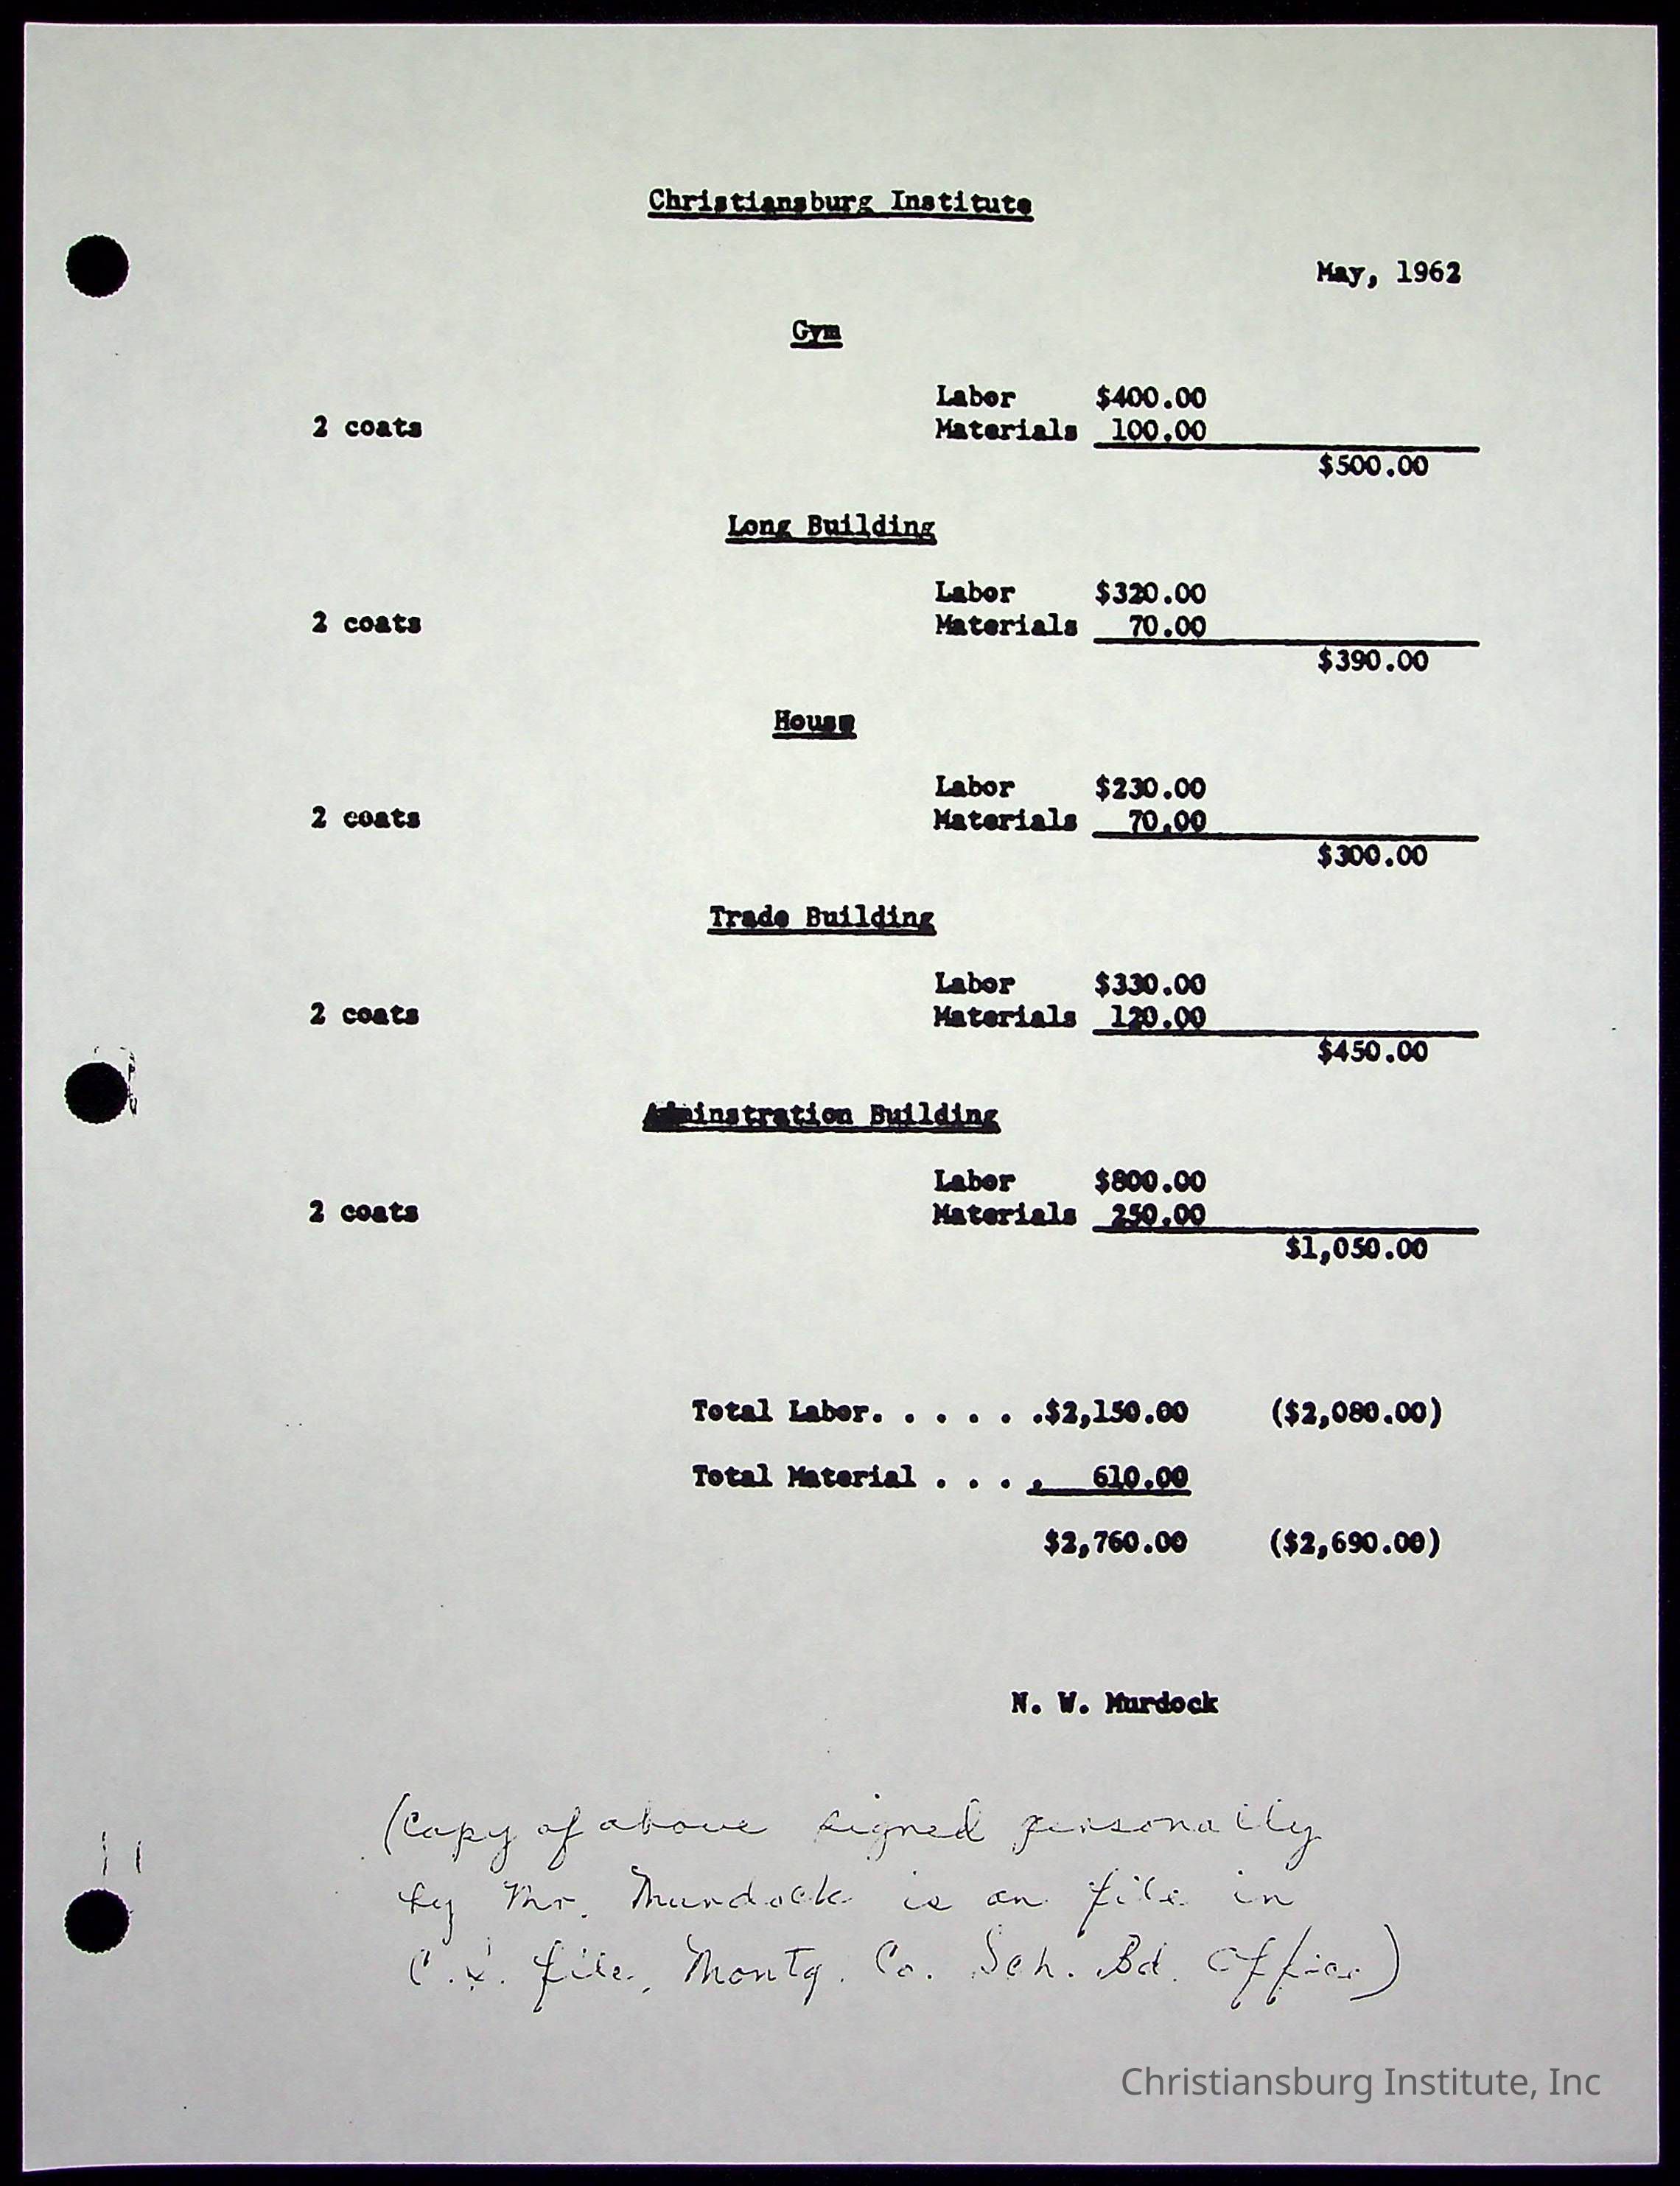 Christiansburg Institute
May, 1962
Gym
Labor $400.00
2 coats Materials 100.00
$500.00
Long Building
Labor $320.00
2 coats Materials 70.00
$390.00
House
Labor $230.00
2 coats Materials 70.00
$300.00
Trade Building
Labor $330.00
2 coats Materials 120.00
$450.00
Adminstration Building
Labor $800.00
2 coats Materials 250.00
$1,050.00
Total Labor. . . . . .$2,150.00 ($2,080.00)
Total Material . . . . 610.00
$2,760.00 ($2,690.00)
N. W. Murdock
(Copy of above signed personally
by Mr. Murdock is on file in
C.I. file, Montg. Co. Sch. Bd. Office)
Christiansburg Institute, Inc